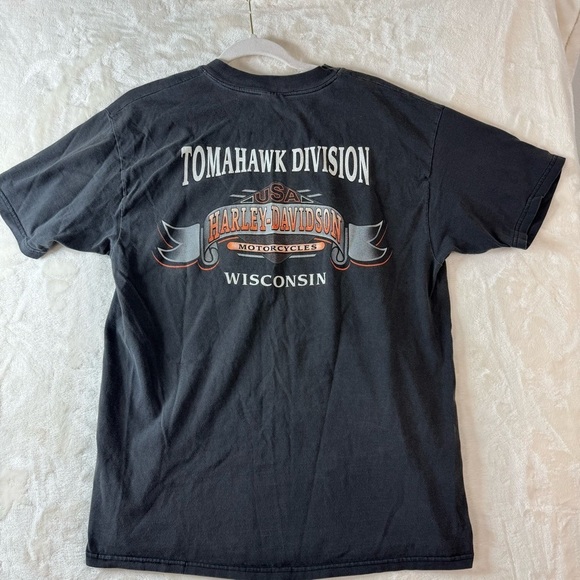 TOMAHAWK DIVISION
USA
HARLEY-DAVIDSON
MOTORCYCLES
WISCONSIN